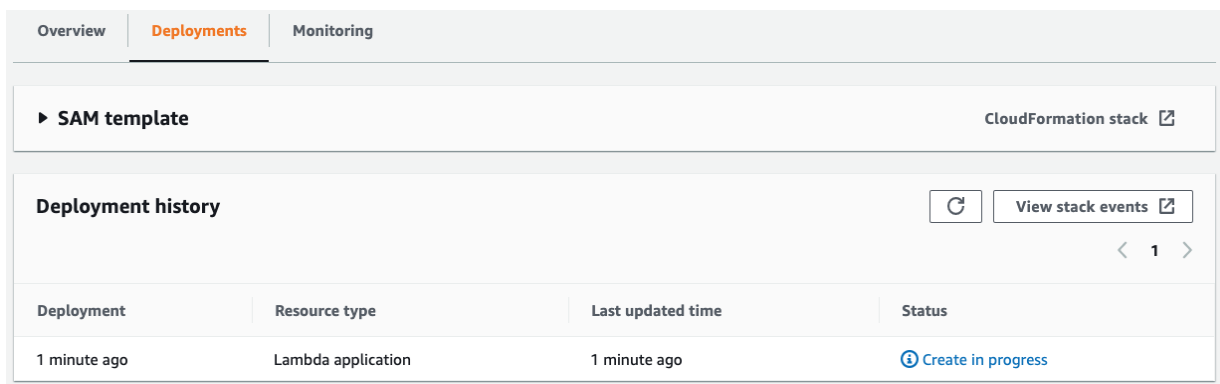 Overview Deployments Monitoring
SAM template CloudFormation stack
Deployment history View stack events
1
Deployment Resource type Last updated time Status
1 minute ago Lambda application 1 minute ago Create in progress